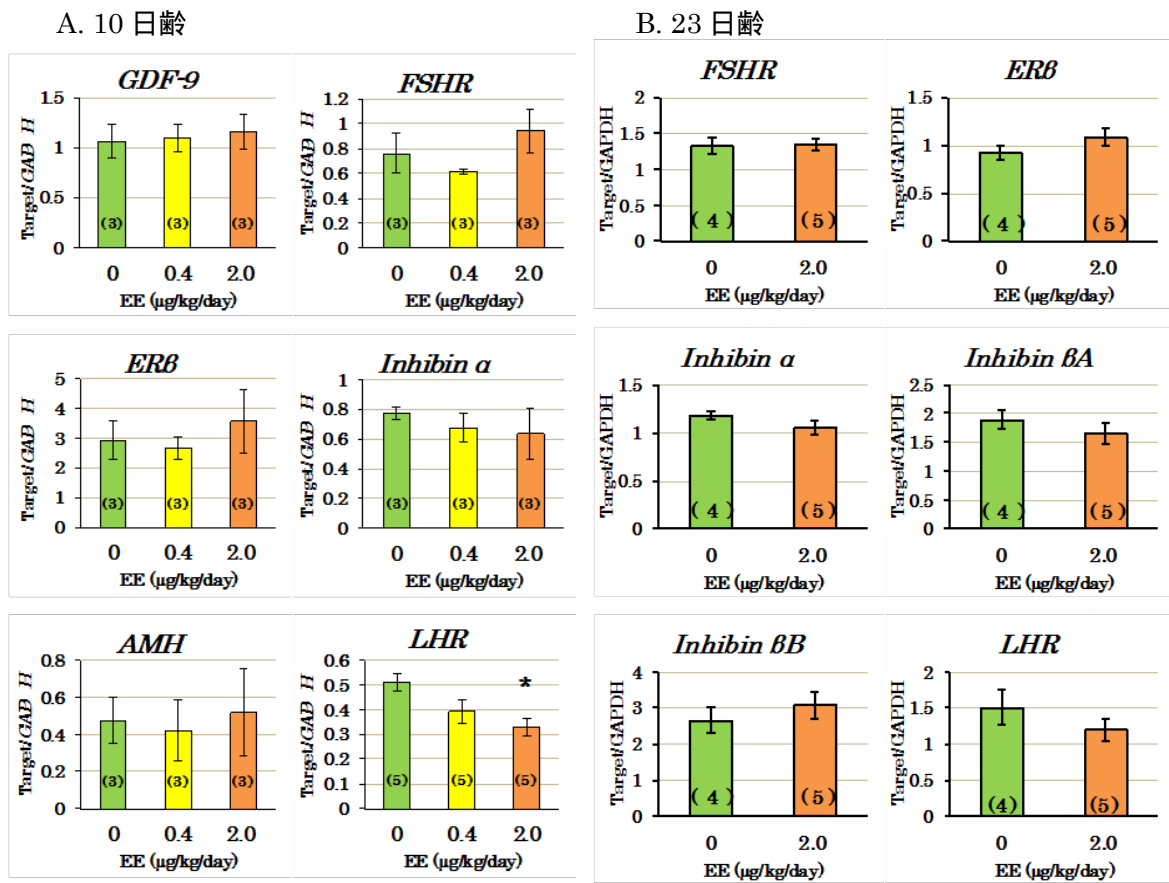 A. 10 日齢
GDF-9
Target/GAD H
1.5
1
0.5
0
(3)
(3)
(3)
0 0.4 2.0
EE (μg/kg/day)
FSHR
1.2
1
0.8
0.6
0.4
0.2
0
(3)
(3)
(3)
0 0.4 2.0
EE (μg/kg/day)
ERβ
Target/GAD H
5
4
3
2
1
0
(3)
(3)
(3)
0 0.4 2.0
EE (μg/kg/day)
Inhibin α
1
0.8
0.6
0.4
0.2
0
(3)
(3)
(3)
0 0.4 2.0
EE (μg/kg/day)
AMH
Target/GAD H
0.8
0.6
0.4
0.2
0
(3)
(3)
(3)
0 0.4 2.0
EE (μg/kg/day)
LHR
0.6
0.5
0.4
0.3
0.2
0.1
0
*
(5)
(5)
(5)
0 0.4 2.0
EE (μg/kg/day)
B. 23 日齢
FSHR
Target/GAPDH
2
1.5
1
0.5
0
(4)
(5)
0 2.0
EE (μg/kg/day)
ERβ
Target/GAPDH
1.5
1
0.5
0
(4)
(5)
0 2.0
EE (μg/kg/day)
Inhibin α
Target/GAPDH
1.5
1
0.5
0
(4)
(5)
0 2.0
EE (μg/kg/day)
Inhibin βA
Target/GAPDH
2.5
2
1.5
1
0.5
0
(4)
(5)
0 2.0
EE (μg/kg/day)
Inhibin βB
Target/GAPDH
4
3
2
1
0
(4)
(5)
0 2.0
EE (μg/kg/day)
LHR
Target/GAPDH
2
1.5
1
0.5
0
(4)
(5)
0 2.0
EE (μg/kg/day)